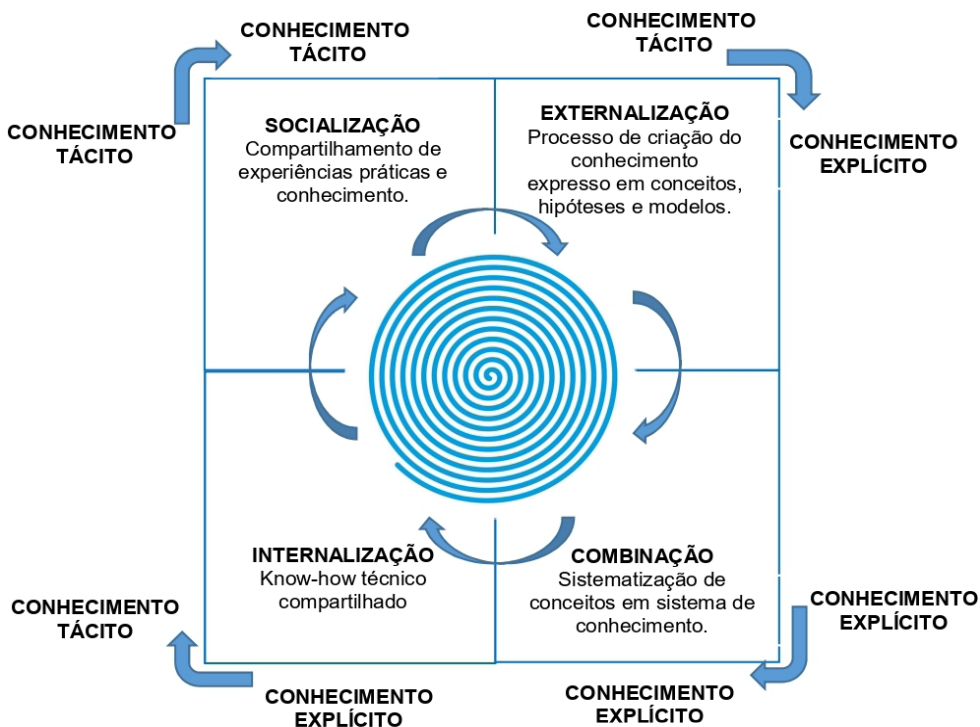 CONHECIMENTO
TÁCITO
CONHECIMENTO
TÁCITO
CONHECIMENTO
TÁCITO
CONHECIMENTO
EXPLÍCITO
SOCIALIZAÇÃO
Compartilhamento de
experiências práticas e
conhecimento.
EXTERNALIZAÇÃO
Processo de criação do
conhecimento
expresso em conceitos,
hipóteses e modelos.
INTERNALIZAÇÃO
Know-how técnico
compartilhado
COMBINAÇÃO
Sistematização de
conceitos em sistema de
conhecimento.
CONHECIMENTO
TÁCITO
CONHECIMENTO
EXPLÍCITO
CONHECIMENTO
EXPLÍCITO
CONHECIMENTO
EXPLÍCITO